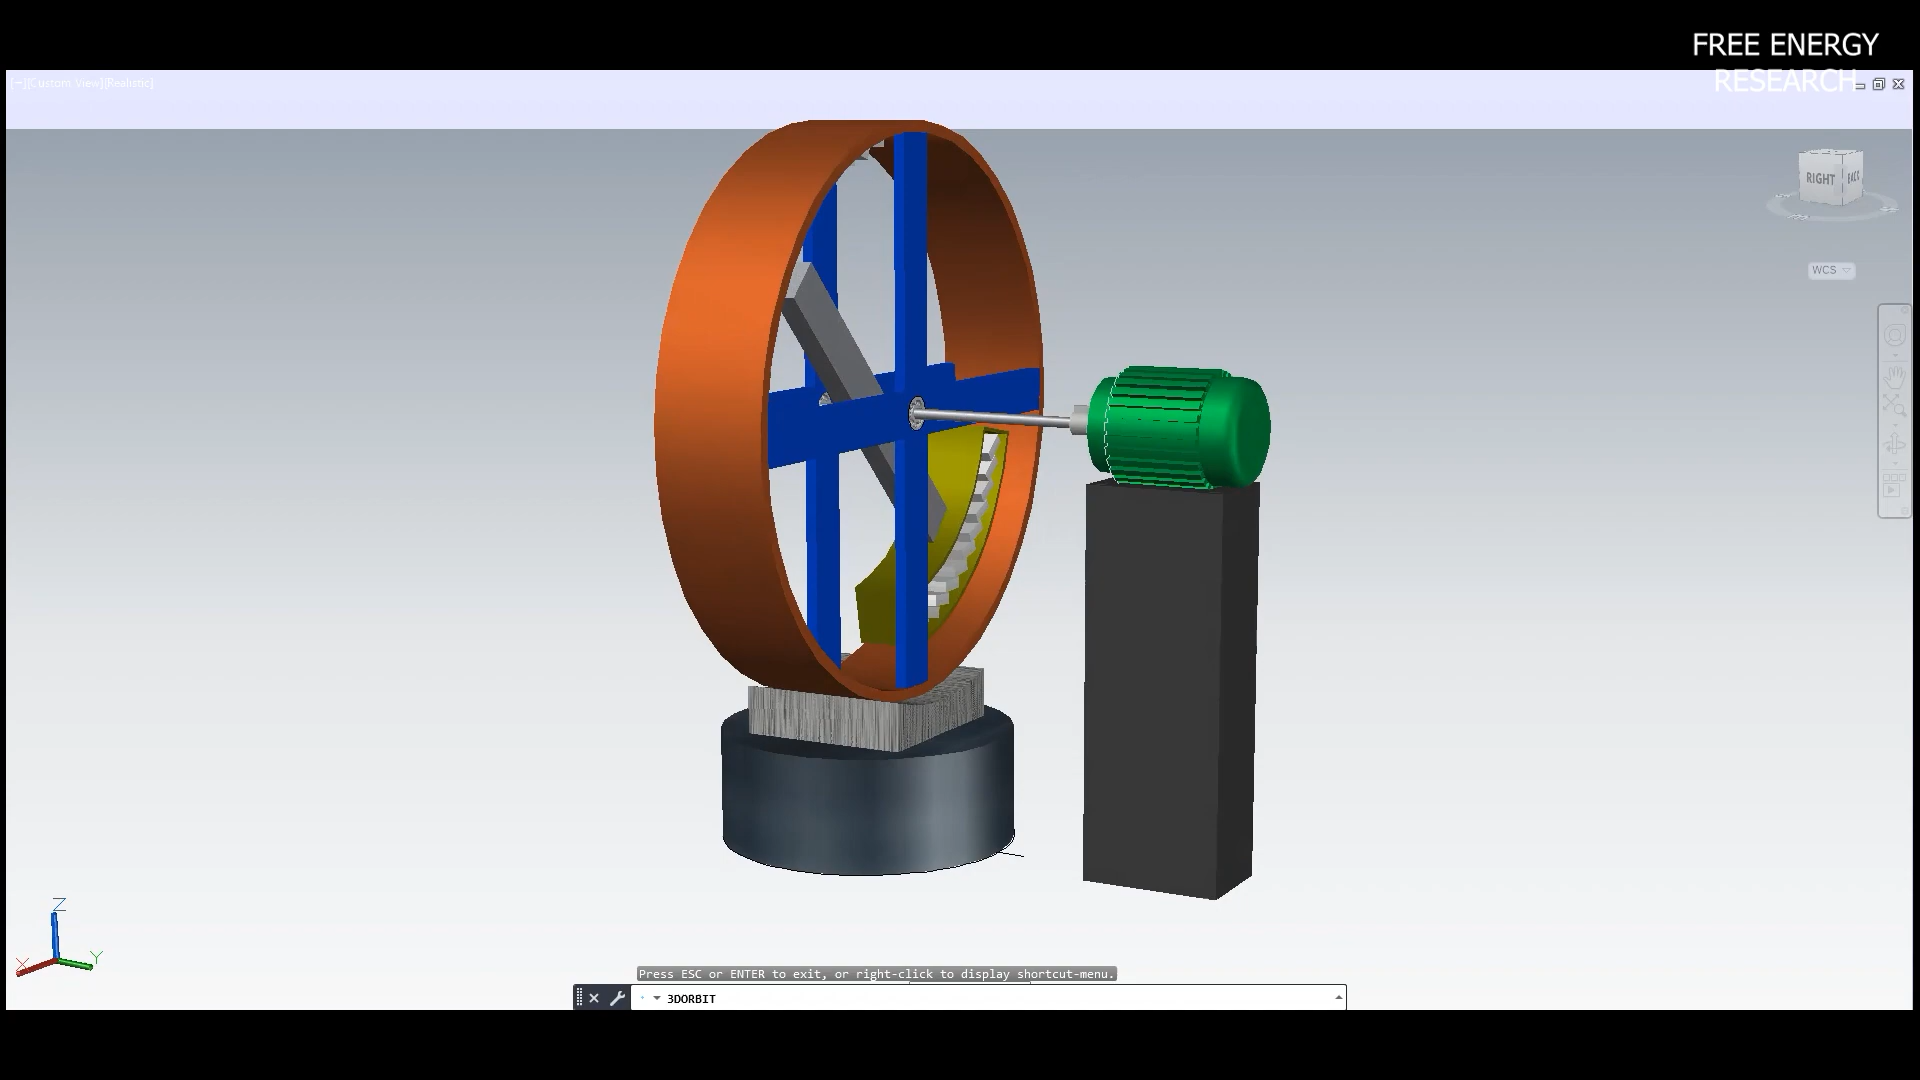 FREE ENERGY
RESEARCH
[−][Custom View][Realistic]
RIGHT
BACK
WCS
Z
X
Y
Press ESC or ENTER to exit, or right-click to display shortcut-menu.
3DORBIT